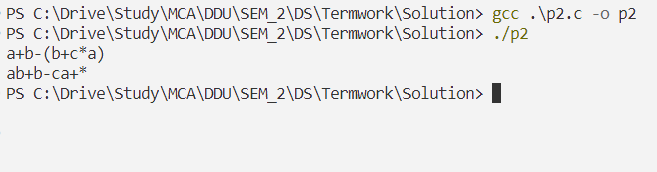 PS C:\Drive\Study\MCA\DDU\SEM_2\DS\Termwork\Solution> gcc .\p2.c -o p2
PS C:\Drive\Study\MCA\DDU\SEM_2\DS\Termwork\Solution> ./p2
a+b-(b+c*a)
ab+b-ca+*
PS C:\Drive\Study\MCA\DDU\SEM_2\DS\Termwork\Solution>